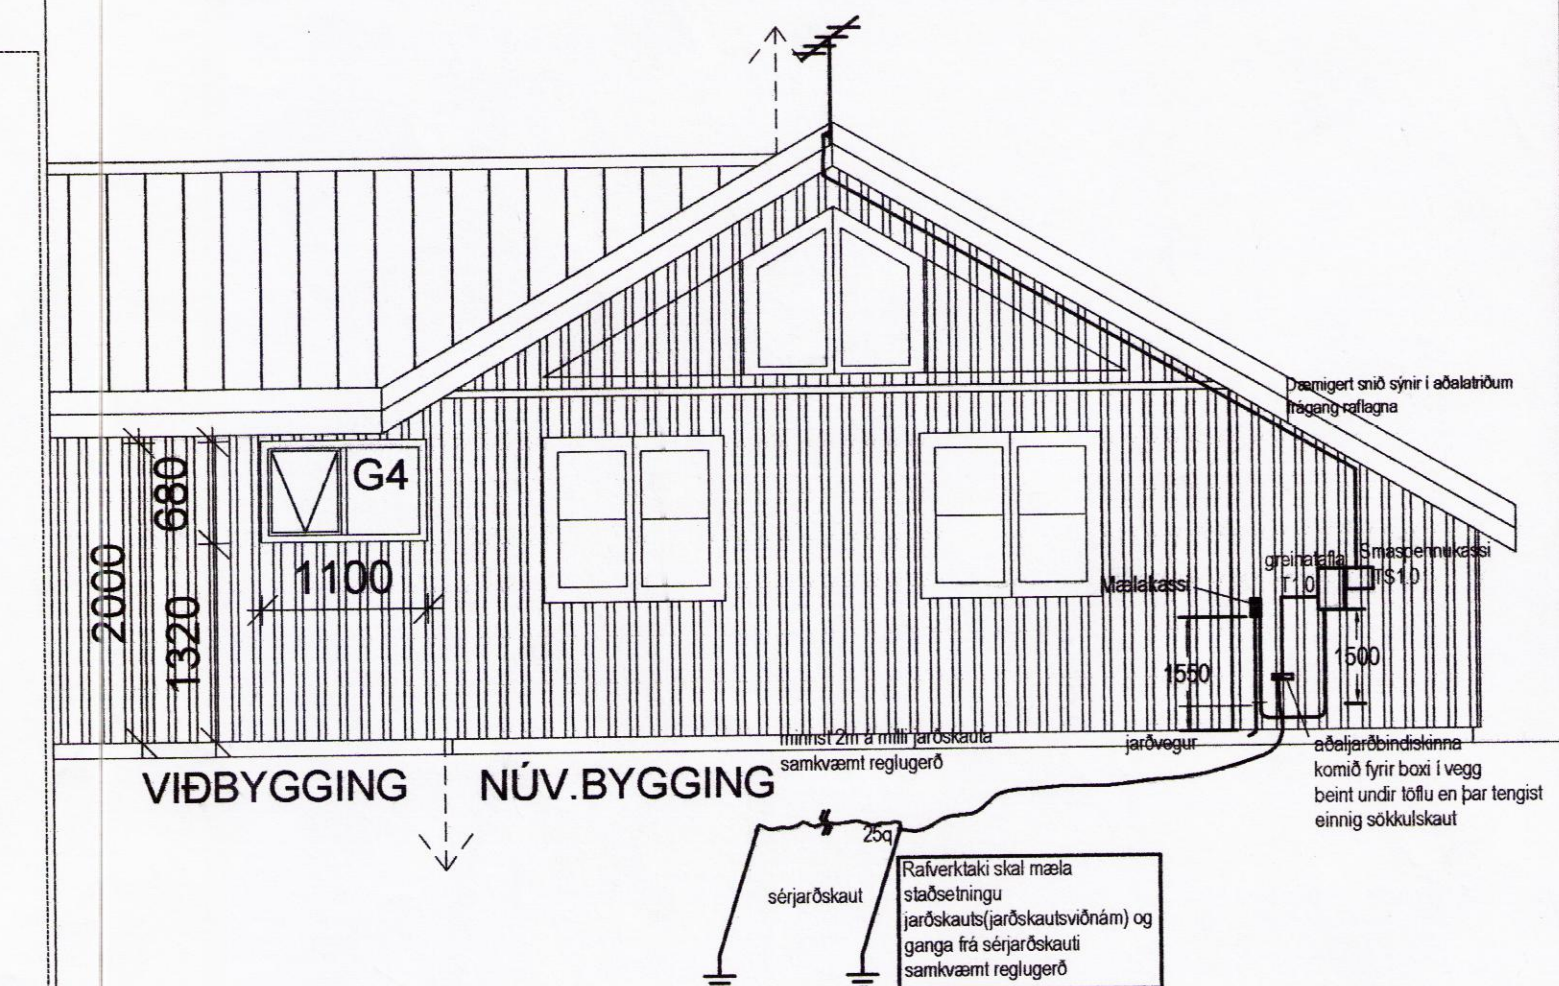 Dæmigert snið sýnir í aðalatriðum
frágang raflagna
G4
680
2000
1320
1100
greinatafla
T1.0
Smáspennukassi
TS1.0
Mælakassi
1550
1500
minnst 2m á milli jarðskauta
samkvæmt reglugerð
jarðvegur
aðaljarðbindiskinna
komið fyrir boxi í vegg
beint undir töflu en þar tengist
einnig sökkulskaut
VIÐBYGGING
NÚV.BYGGING
25q
sérjarðskaut
Rafverktaki skal mæla
staðsetningu
jarðskauts(jarðskautsviðnám) og
ganga frá sérjarðskauti
samkvæmt reglugerð